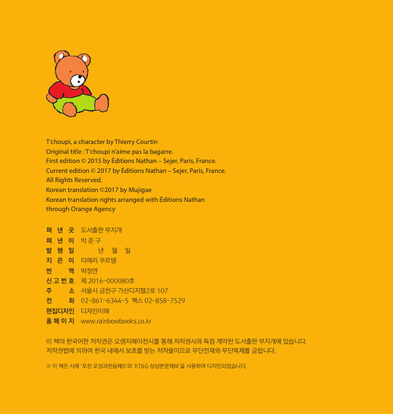 T'choupi, a character by Thierry Courtin
Original title : T'choupi n'aime pas la bagarre.
First edition © 2015 by Éditions Nathan – Sejer, Paris, France.
Current edition © 2017 by Éditions Nathan – Sejer, Paris, France.
All Rights Reserved.
Korean translation ©2017 by Mujigae
Korean translation rights arranged with Éditions Nathan
through Orange Agency
펴 낸 곳 도서출판 무지개
펴 낸 이 박 준 구
발 행 일 년 월 일
지 은 이 티에리 쿠르탱
번 역 박정연
신 고 번 호 제 2016-000080호
주 소 서울시 금천구 가산디지털2로 107
전 화 02-861-6344~5 팩스 02-858-7529
편집디자인 디자인이해
홈 페 이 지 www.rainbowbooks.co.kr
이 책의 한국어판 저작권은 오렌지에이전시를 통해 저작권사와 독점 계약한 도서출판 무지개에 있습니다.
저작권법에 의하여 한국 내에서 보호를 받는 저작물이므로 무단전재와 무단복제를 금합니다.
※ 이 책은 서체 '포천 오성과한음체B'와 'KT&G 상상본문체M'을 사용하여 디자인되었습니다.